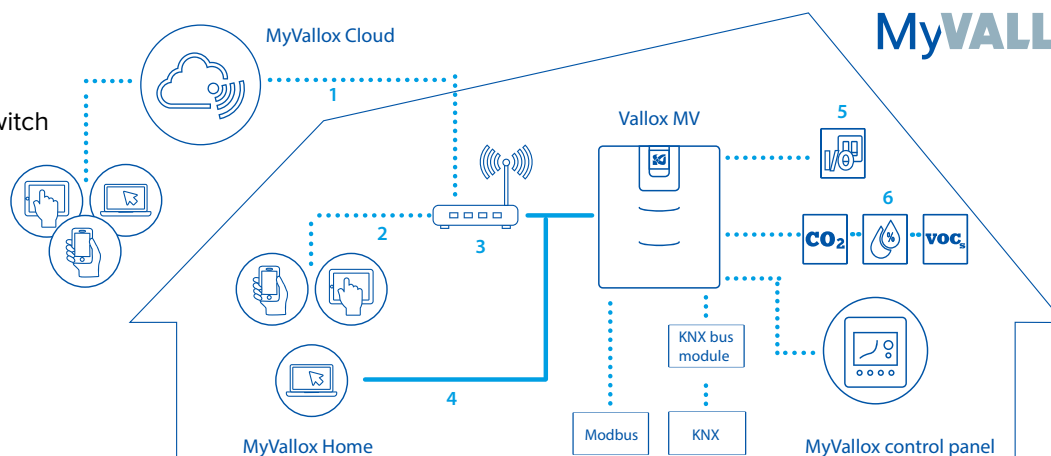 MyVALL
MyVallox Cloud
1
witch
Vallox MV
5
I/O
6
CO₂
%
VOCs
2
3
KNX bus
module
4
Modbus
KNX
MyVallox Home
MyVallox control panel